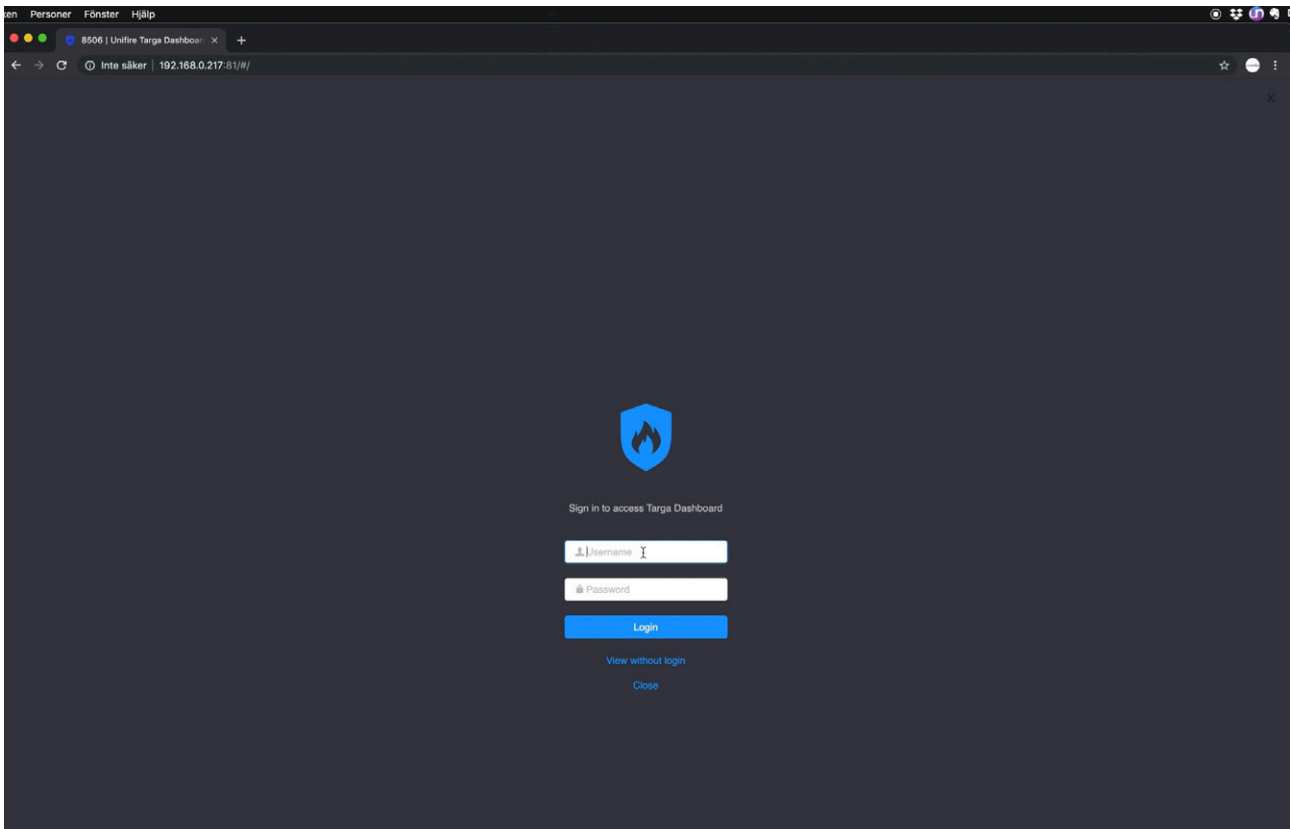 Personer Fönster Hjälp
8506 | Unifire Targa Dashboar
Inte säker | 192.168.0.217:81/#/
X
Sign in to access Targa Dashboard
Username
Password
Login
View without login
Close